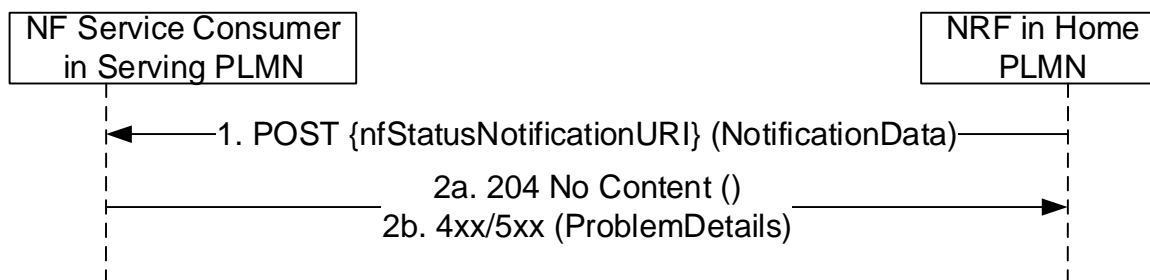 NF Service Consumer
in Serving PLMN
NRF in Home
PLMN
1. POST {nfStatusNotificationURI} (NotificationData)
2a. 204 No Content ()
2b. 4xx/5xx (ProblemDetails)